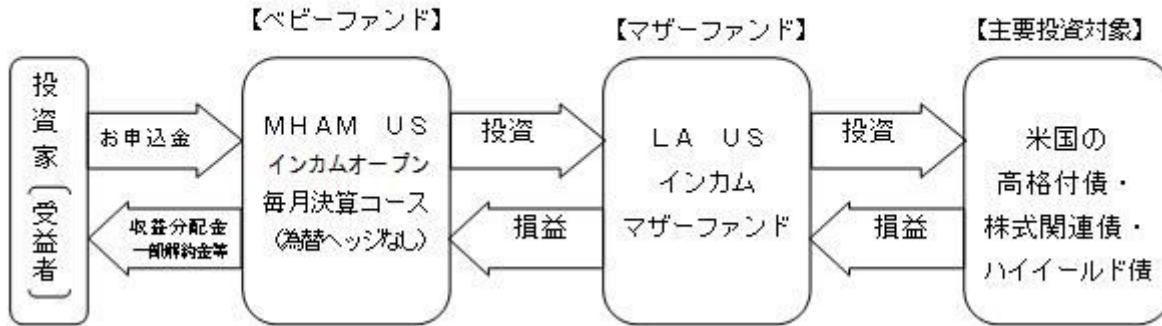 【ベビーファンド】
【マザーファンド】
【主要投資対象】
投資家（受益者）
お申込金
収益分配金
一部解約金等
ＭＨＡＭ　ＵＳ
インカムオープン
毎月決算コース
（為替ヘッジなし）
投資
損益
ＬＡ　ＵＳ
インカム
マザーファンド
投資
損益
米国の
高格付債・
株式関連債・
ハイイールド債